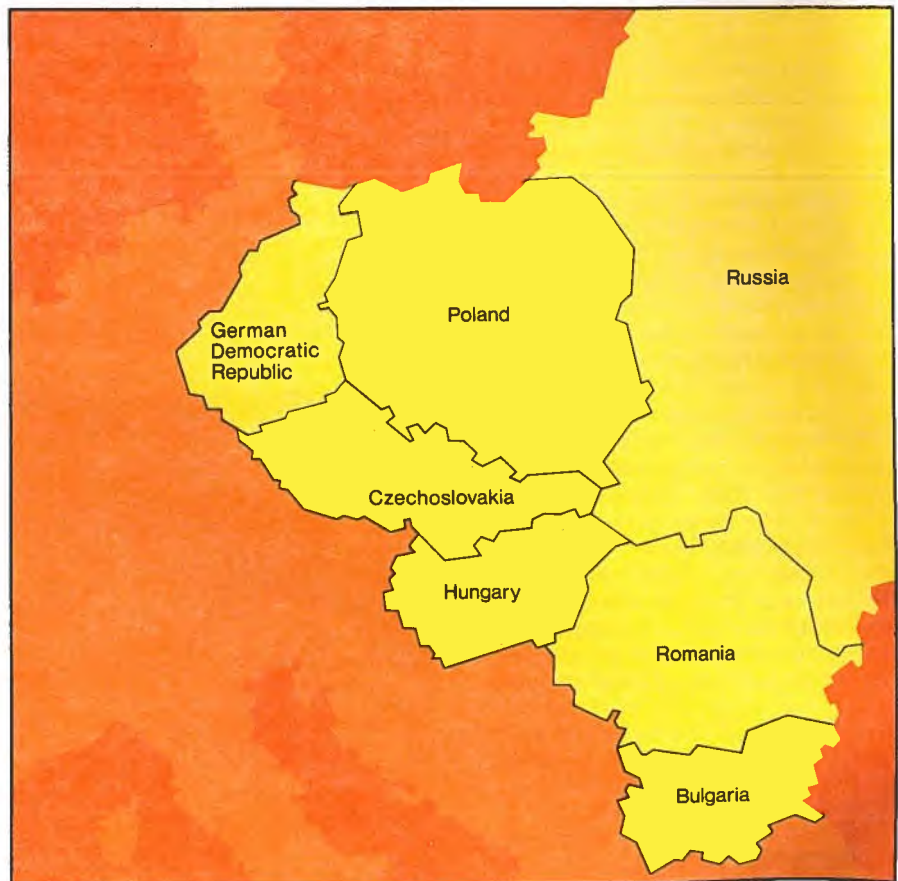 Russia
Poland
German
Democratic
Republic
Czechoslovakia
Hungary
Romania
Bulgaria